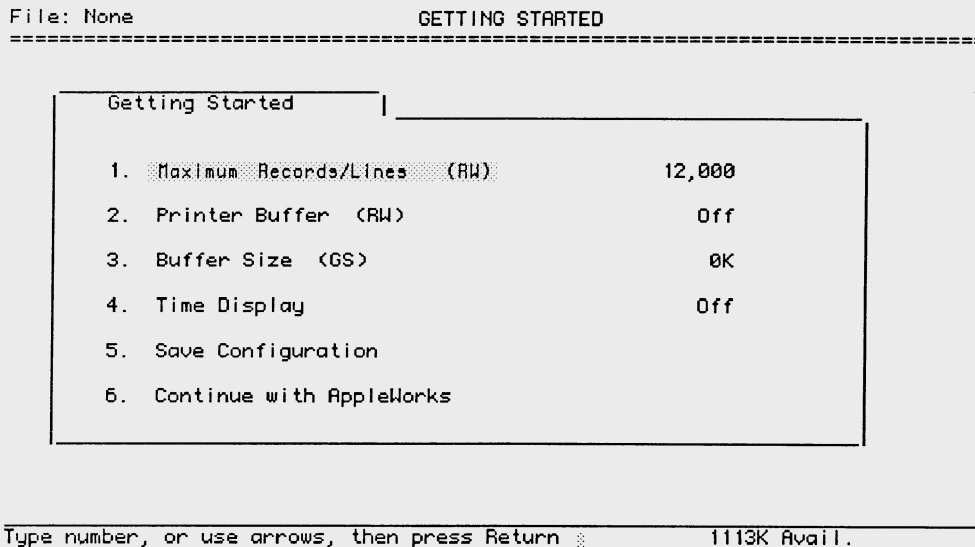 File: None GETTING STARTED
================================================================================
Getting Started
1. Maximum Records/Lines (RW) 12,000
2. Printer Buffer (RW) Off
3. Buffer Size (GS) 0K
4. Time Display Off
5. Save Configuration
6. Continue with AppleWorks
Type number, or use arrows, then press Return 1113K Avail.